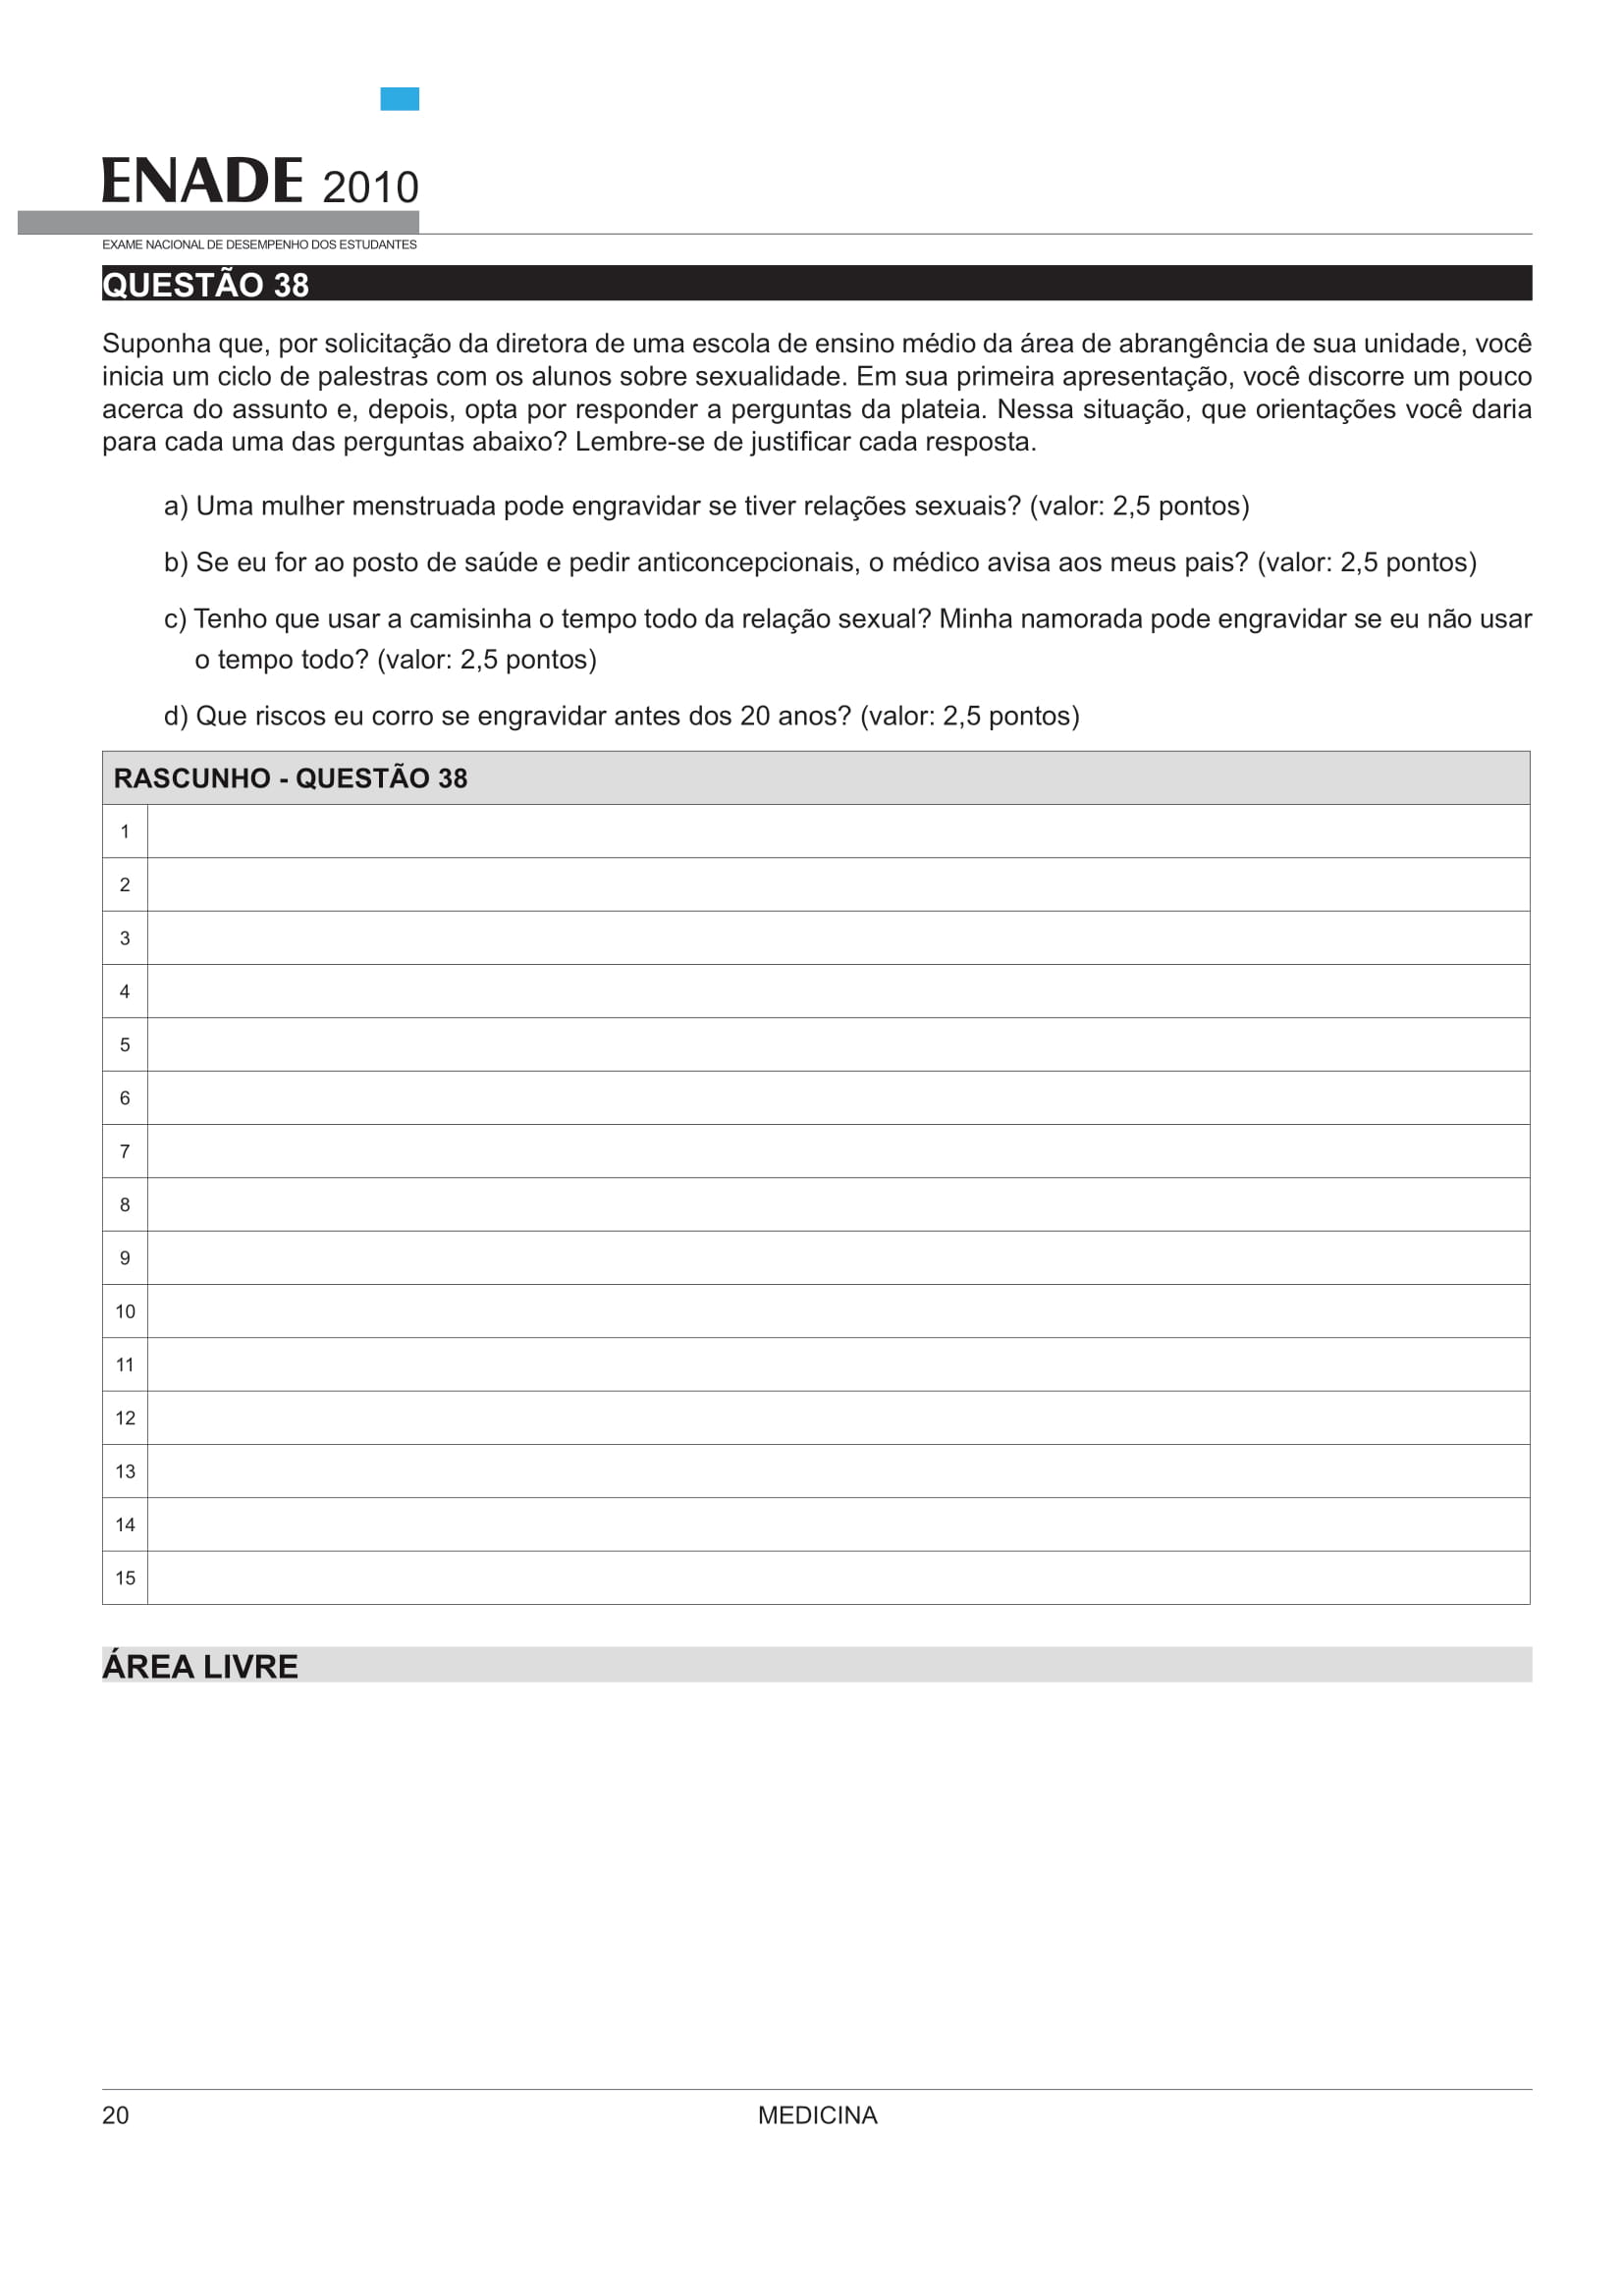 ENADE 2010
EXAME NACIONAL DE DESEMPENHO DOS ESTUDANTES
QUESTÃO 38
Suponha que, por solicitação da diretora de uma escola de ensino médio da área de abrangência de sua unidade, você
inicia um ciclo de palestras com os alunos sobre sexualidade. Em sua primeira apresentação, você discorre um pouco
acerca do assunto e, depois, opta por responder a perguntas da plateia. Nessa situação, que orientações você daria
para cada uma das perguntas abaixo? Lembre-se de justificar cada resposta.
a) Uma mulher menstruada pode engravidar se tiver relações sexuais? (valor: 2,5 pontos)
b) Se eu for ao posto de saúde e pedir anticoncepcionais, o médico avisa aos meus pais? (valor: 2,5 pontos)
c) Tenho que usar a camisinha o tempo todo da relação sexual? Minha namorada pode engravidar se eu não usar
o tempo todo? (valor: 2,5 pontos)
d) Que riscos eu corro se engravidar antes dos 20 anos? (valor: 2,5 pontos)
RASCUNHO - QUESTÃO 38
1
2
3
4
5
6
7
8
9
10
11
12
13
14
15
ÁREA LIVRE
20 MEDICINA